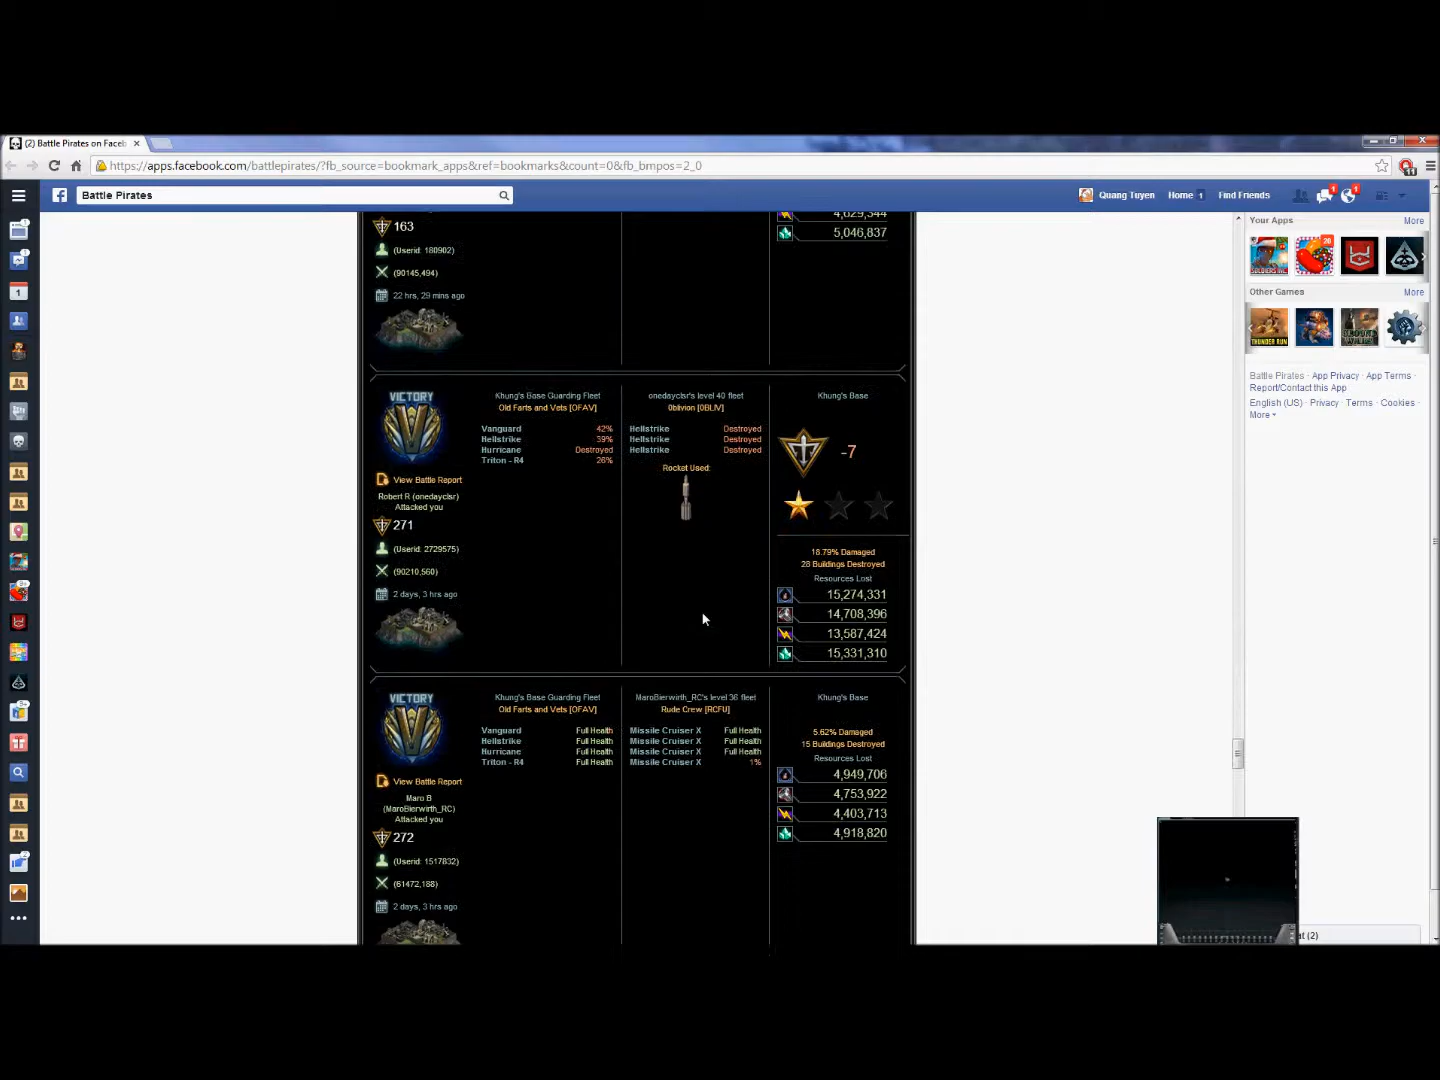 (2) Battle Pirates on Faceb
https://apps.facebook.com/battlepirates/?fb_source=bookmark_apps&ref=bookmarks&count=0&fb_bmpos=2_0
Battle Pirates
Quang Tuyen
Home 1
Find Friends
1
1
Your Apps
More
20
Other Games
More
THUNDER RUN
Battle Pirates · App Privacy · App Terms ·
Report/Contact this App
English (US) · Privacy · Terms · Cookies ·
More
163
(Userid: 180902)
(90145,494)
22 hrs, 29 mins ago
4,629,344
5,046,837
VICTORY
View Battle Report
Robert R (onedayclsr)
Attacked you
271
(Userid: 2729575)
(90210,560)
2 days, 3 hrs ago
Khung's Base Guarding Fleet
Old Farts and Vets [OFAV]
Vanguard 42%
Hellstrike 39%
Hurricane Destroyed
Triton - R4 26%
onedayclsr's level 40 fleet
0blivion [0BLIV]
Hellstrike Destroyed
Hellstrike Destroyed
Hellstrike Destroyed
Rocket Used:
Khung's Base
-7
18.79% Damaged
28 Buildings Destroyed
Resources Lost
15,274,331
14,708,396
13,587,424
15,331,310
VICTORY
View Battle Report
Maro B
(MaroBierwirth_RC)
Attacked you
272
(Userid: 1517832)
(61472,188)
2 days, 3 hrs ago
Khung's Base Guarding Fleet
Old Farts and Vets [OFAV]
Vanguard Full Health
Hellstrike Full Health
Hurricane Full Health
Triton - R4 Full Health
MaroBierwirth_RC's level 36 fleet
Rude Crew [RCFU]
Missile Cruiser X Full Health
Missile Cruiser X Full Health
Missile Cruiser X Full Health
Missile Cruiser X 1%
Khung's Base
5.62% Damaged
15 Buildings Destroyed
Resources Lost
4,949,706
4,753,922
4,403,713
4,918,820
(2)